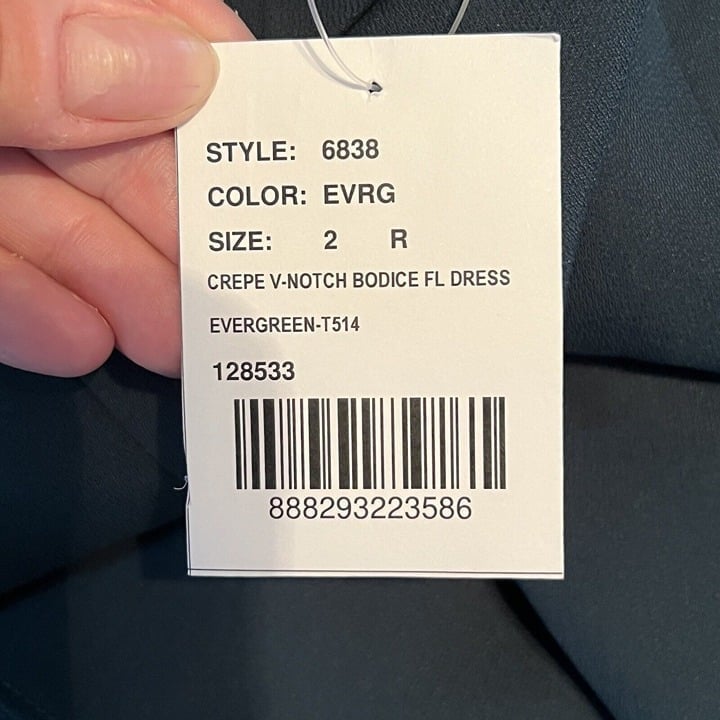 STYLE: 6838
COLOR: EVRG
SIZE: 2 R
CREPE V-NOTCH BODICE FL DRESS
EVERGREEN-T514
128533
888293223586